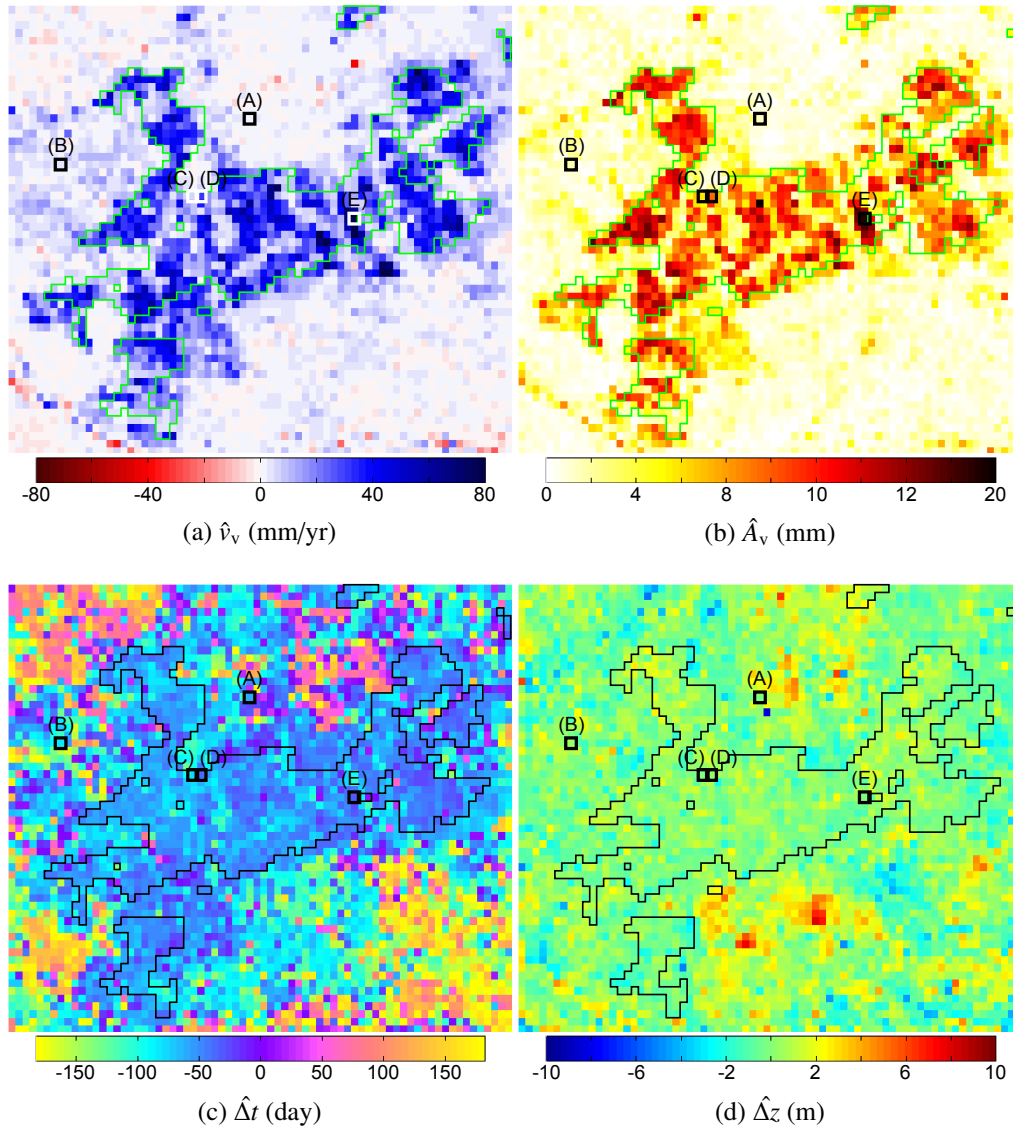 (A)
(B)
(C) (D)
(E)
-80 -40 0 40 80
(a) v̂ᵥ (mm/yr)
(A)
(B)
(C) (D)
(E)
0 4 8 10 12 20
(b) Âᵥ (mm)
(A)
(B)
(C) (D)
(E)
-150 -100 -50 0 50 100 150
(c) Δ̂t (day)
(A)
(B)
(C) (D)
(E)
-10 -6 -2 2 6 10
(d) Δ̂z (m)